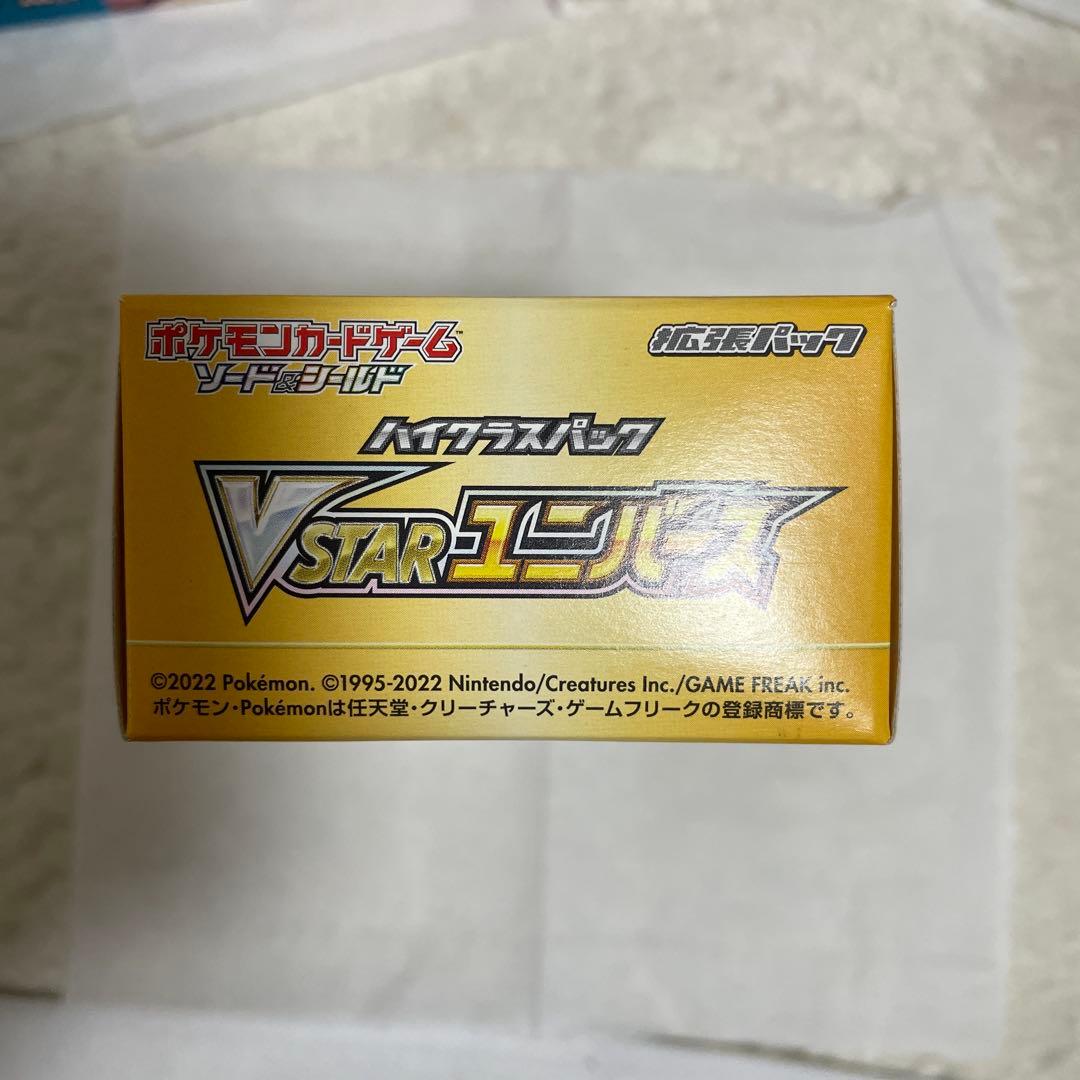 ポケモンカードゲーム™
ソード&シールド
拡張パック
ハイクラスパック
VSTARユニバース
©2022 Pokémon. ©1995-2022 Nintendo/Creatures Inc./GAME FREAK inc.
ポケモン・Pokémonは任天堂・クリーチャーズ・ゲームフリークの登録商標です。